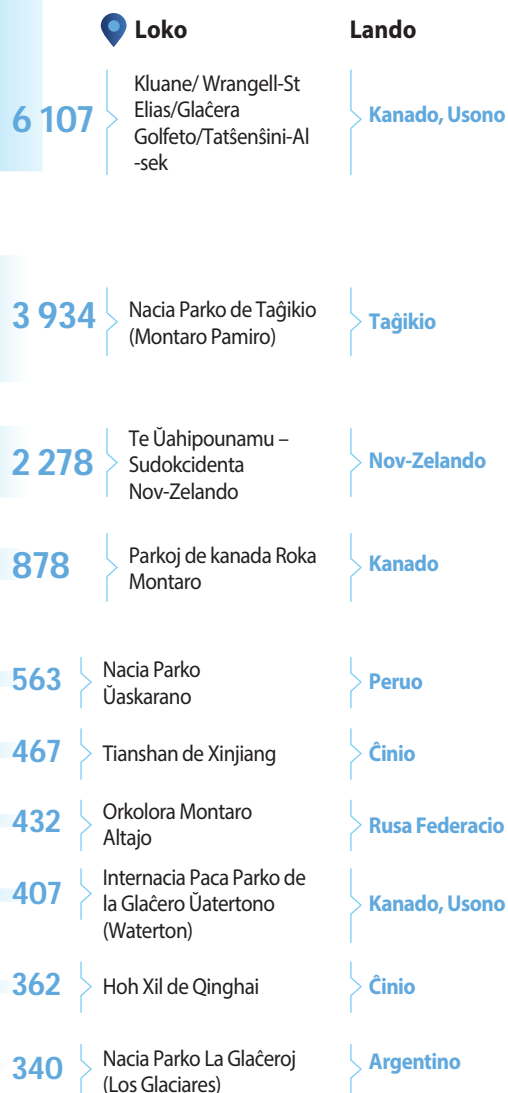 Loko Lando
6 107
Kluane/ Wrangell-St
Elias/Glaĉera
Golfeto/Tatŝenŝini-Al
-sek
Kanado, Usono
3 934
Nacia Parko de Taĝikio
(Montaro Pamiro)
Taĝikio
2 278
Te Ŭahipounamu –
Sudokcidenta
Nov-Zelando
Nov-Zelando
878
Parkoj de kanada Roka
Montaro
Kanado
563
Nacia Parko
Ŭaskarano
Peruo
467
Tianshan de Xinjiang
Ĉinio
432
Orkolora Montaro
Altajo
Rusa Federacio
407
Internacia Paca Parko de
la Glaĉero Ŭatertono
(Waterton)
Kanado, Usono
362
Hoh Xil de Qinghai
Ĉinio
340
Nacia Parko La Glaĉeroj
(Los Glaciares)
Argentino